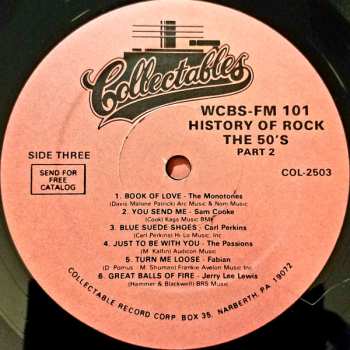 Collectables
WCBS-FM 101
HISTORY OF ROCK
THE 50'S
PART 2
SIDE THREE
COL-2503
SEND FOR
FREE
CATALOG
1. BOOK OF LOVE - The Monotones
(Davis Malone Patrick) Arc Music & Nom Music
2. YOU SEND ME - Sam Cooke
(Cook) Kags Music BMI
3. BLUE SUEDE SHOES - Carl Perkins
(Carl Perkins) Hi Lo Music, Inc
4. JUST TO BE WITH YOU - The Passions
(M. Kalfin) Audicon Music
5. TURN ME LOOSE - Fabian
(D. Pomus - M. Shuman) Frankie Avelon Music Inc
6. GREAT BALLS OF FIRE - Jerry Lee Lewis
(Hammer & Blackwell) BRS Music
COLLECTABLE RECORD CORP. BOX 35, NARBERTH, PA. 19072